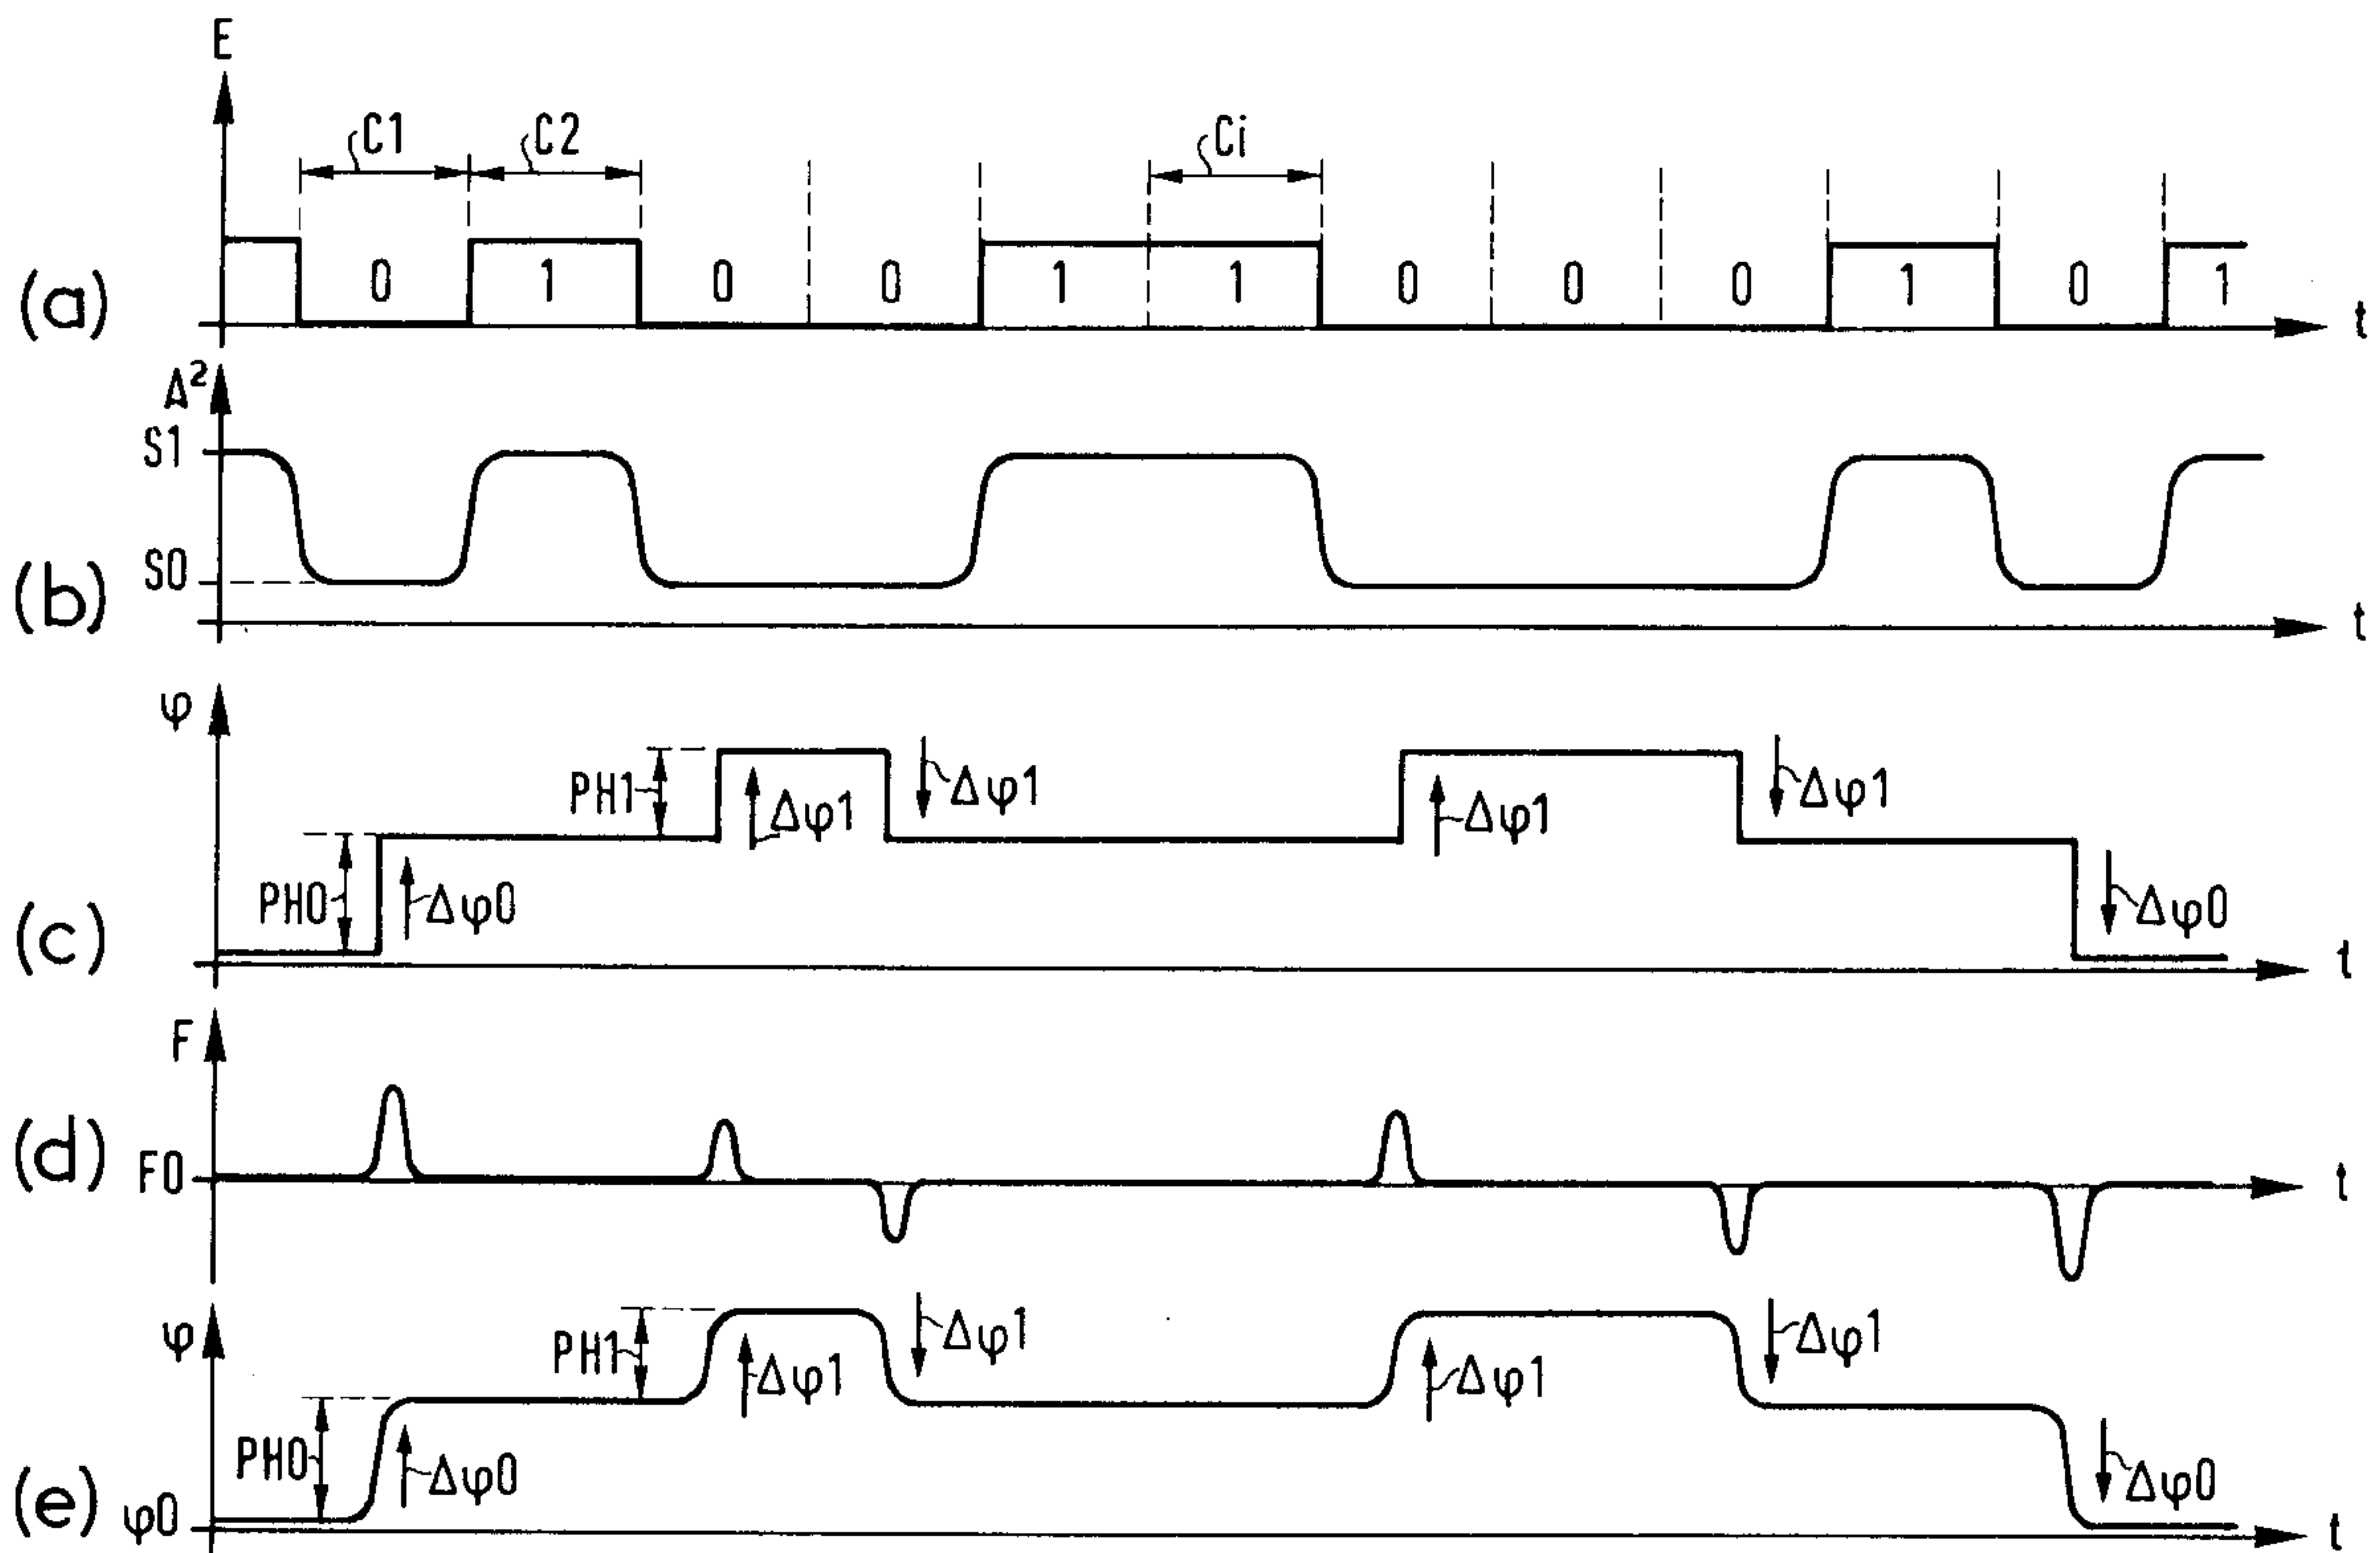 E
C1 C2 Ci
(a) 0 1 0 0 1 1 0 0 0 1 0 1 t
A²
S1
(b) S0 t
φ
PH1 Δφ1 Δφ1 Δφ1 Δφ1
(c) PH0 Δφ0 Δφ0 t
F
(d) F0 t
φ
PH1 Δφ1 Δφ1 Δφ1 Δφ1
PH0 Δφ0 Δφ0
(e) φ0 t